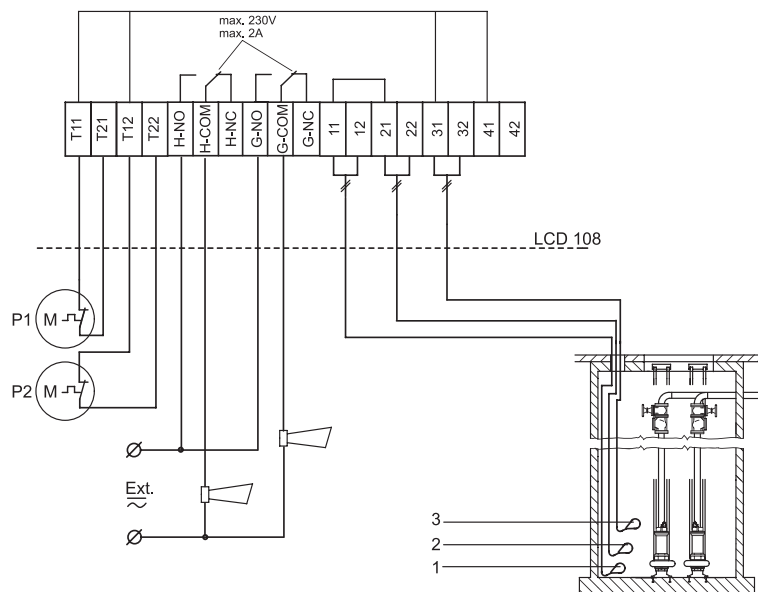 max. 230V
max. 2A
T11 T21 T12 T22 H-NO H-COM H-NC G-NO G-COM G-NC 11 12 21 22 31 32 41 42
LCD 108
P1 M
P2 M
Ext.
3
2
1